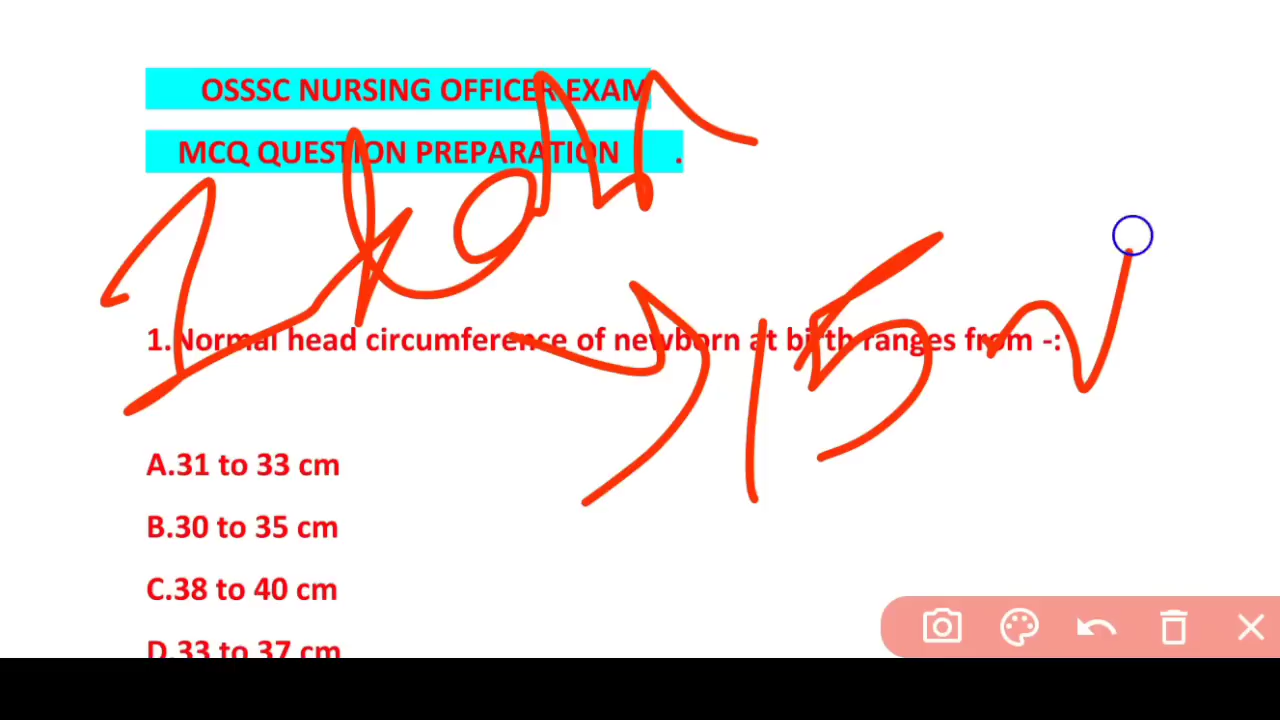 OSSSC NURSING OFFICER EXAM
MCQ QUESTION PREPARATION .
1.Normal head circumference of newborn at birth ranges from -:
A.31 to 33 cm
B.30 to 35 cm
C.38 to 40 cm
D.33 to 37 cm